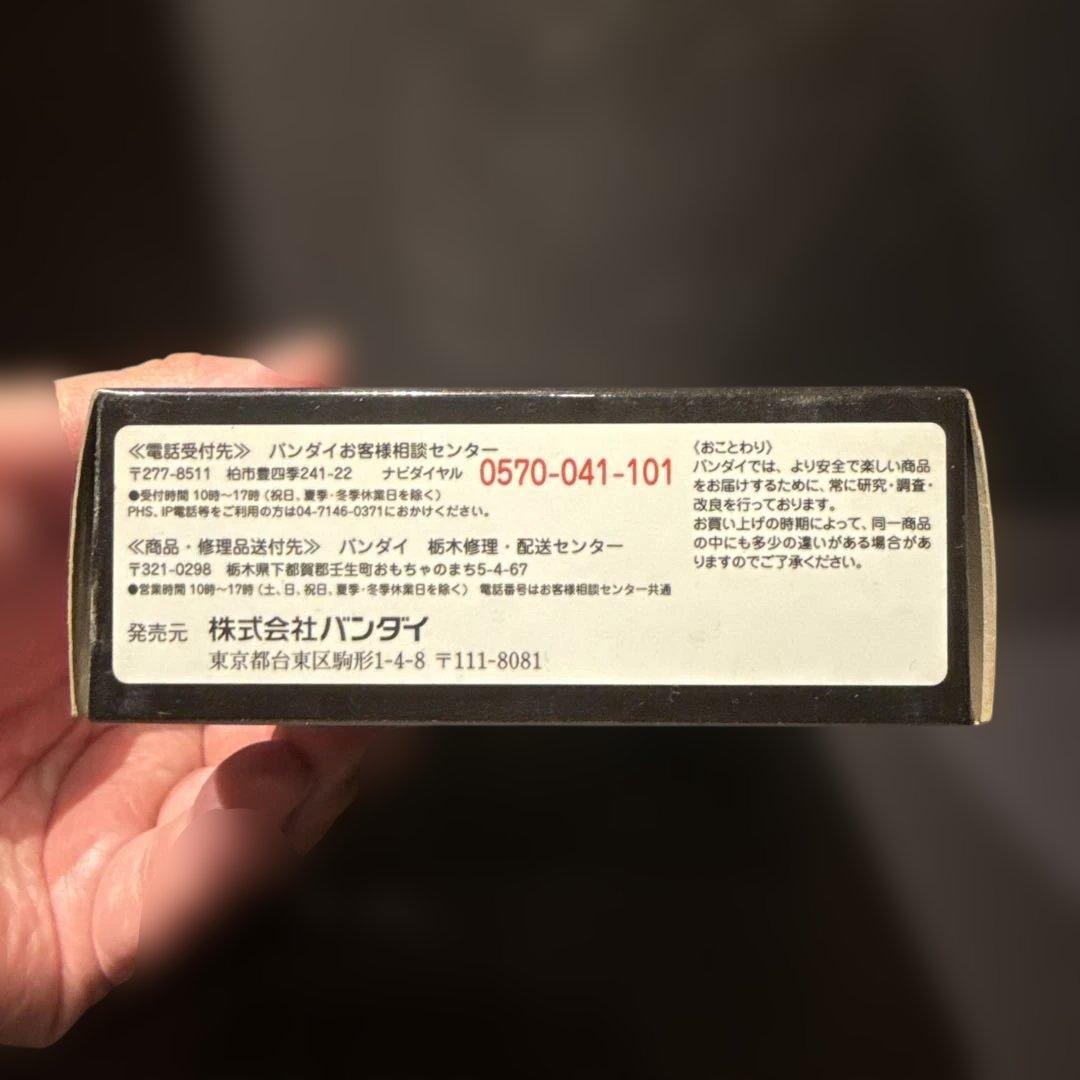 ≪電話受付先≫ バンダイお客様相談センター
〒277-8511 柏市豊四季241-22 ナビダイヤル 0570-041-101
●受付時間 10時〜17時（祝日、夏季・冬季休業日を除く）
PHS、IP電話等をご利用の方は04-7146-0371におかけください。
≪商品・修理品送付先≫ バンダイ 栃木修理・配送センター
〒321-0298 栃木県下都賀郡壬生町おもちゃのまち5-4-67
●営業時間 10時〜17時（土、日、祝日、夏季・冬季休業日を除く） 電話番号はお客様相談センター共通
発売元 株式会社バンダイ
東京都台東区駒形1-4-8 〒111-8081
〈おことわり〉
バンダイでは、より安全で楽しい商品
をお届けするために、常に研究・調査・
改良を行っております。
お買い上げの時期によって、同一商品
の中にも多少の違いがある場合があ
りますのでご了承ください。